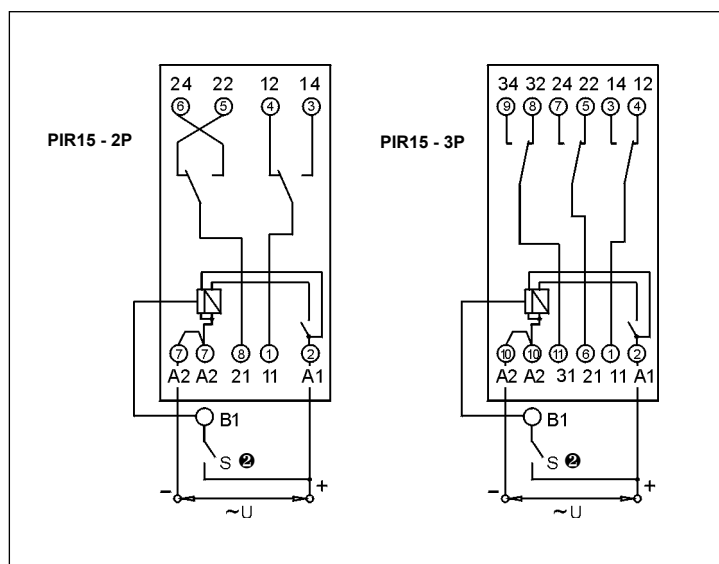 24 22 12 14
6 5 4 3
PIR15 - 2P
7 7 8 1 2
A2 A2 21 11 A1
B1
S ❷
– +
~U
34 32 24 22 14 12
9 8 7 5 3 4
PIR15 - 3P
10 10 11 6 1 2
A2 A2 31 21 11 A1
B1
S ❷
– +
~U